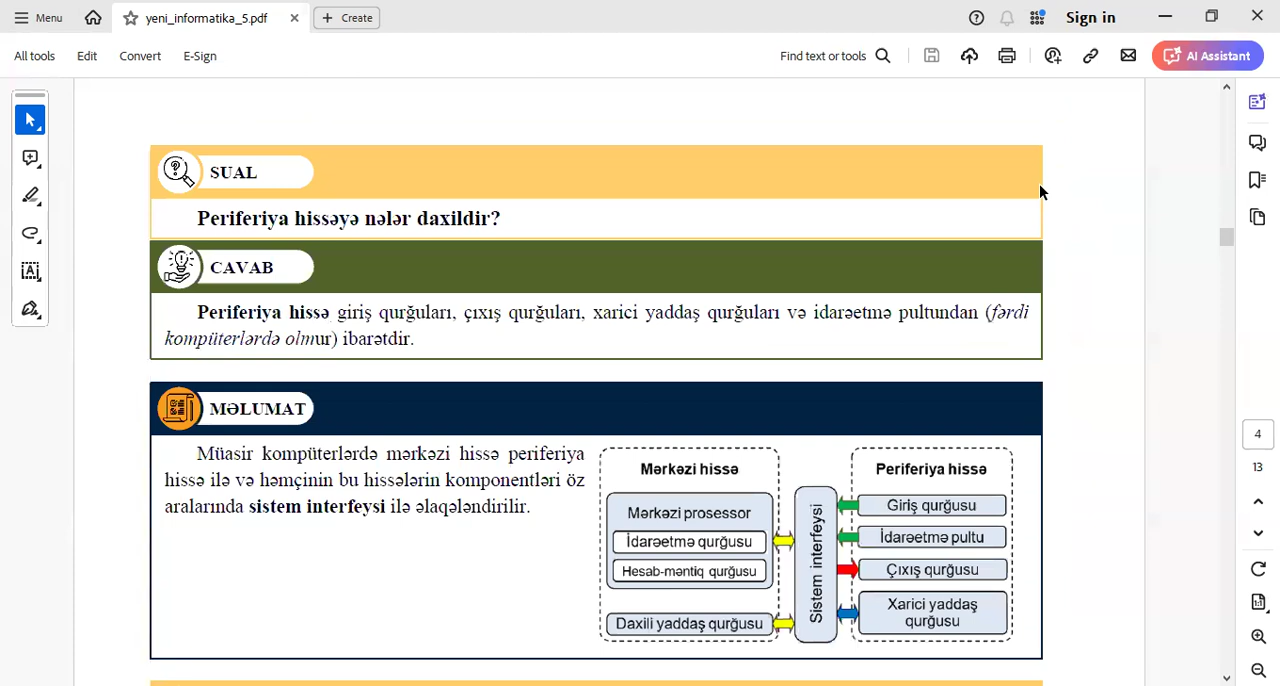 Menu
yeni_informatika_5.pdf
Create
Sign in
All tools
Edit
Convert
E-Sign
Find text or tools
AI Assistant
SUAL
Periferiya hissəyə nələr daxildir?
CAVAB
Periferiya hissə giriş qurğuları, çıxış qurğuları, xarici yaddaş qurğuları və idarəetmə pultundan (fərdi
kompüterlərdə olmur) ibarətdir.
MƏLUMAT
Müasir kompüterlərdə mərkəzi hissə periferiya
hissə ilə və həmçinin bu hissələrin komponentləri öz
aralarında sistem interfeysi ilə əlaqələndirilir.
Mərkəzi hissə
Mərkəzi prosessor
İdarəetmə qurğusu
Hesab-məntiq qurğusu
Daxili yaddaş qurğusu
Sistem interfeysi
Periferiya hissə
Giriş qurğusu
İdarəetmə pultu
Çıxış qurğusu
Xarici yaddaş
qurğusu
4
13